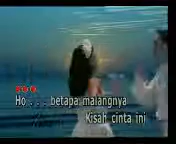 Ho . . . betapa malangnya
Kisah cinta ini